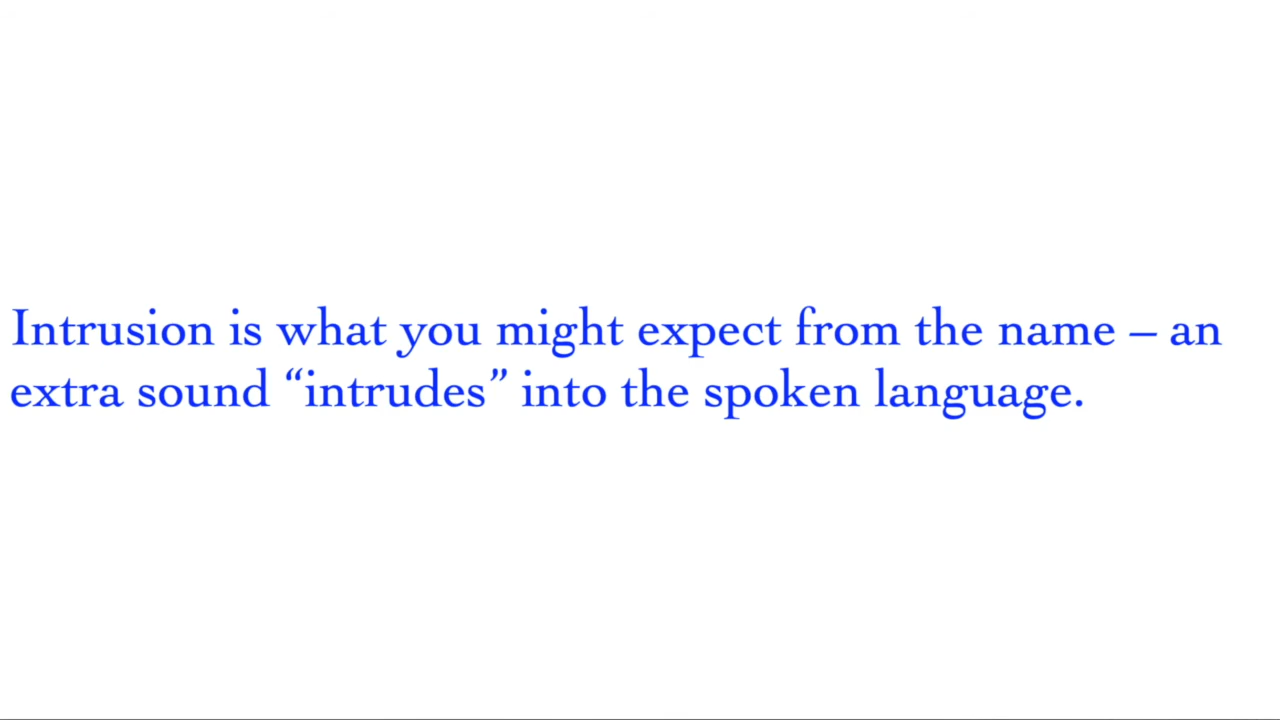 Intrusion is what you might expect from the name – an
extra sound “intrudes” into the spoken language.